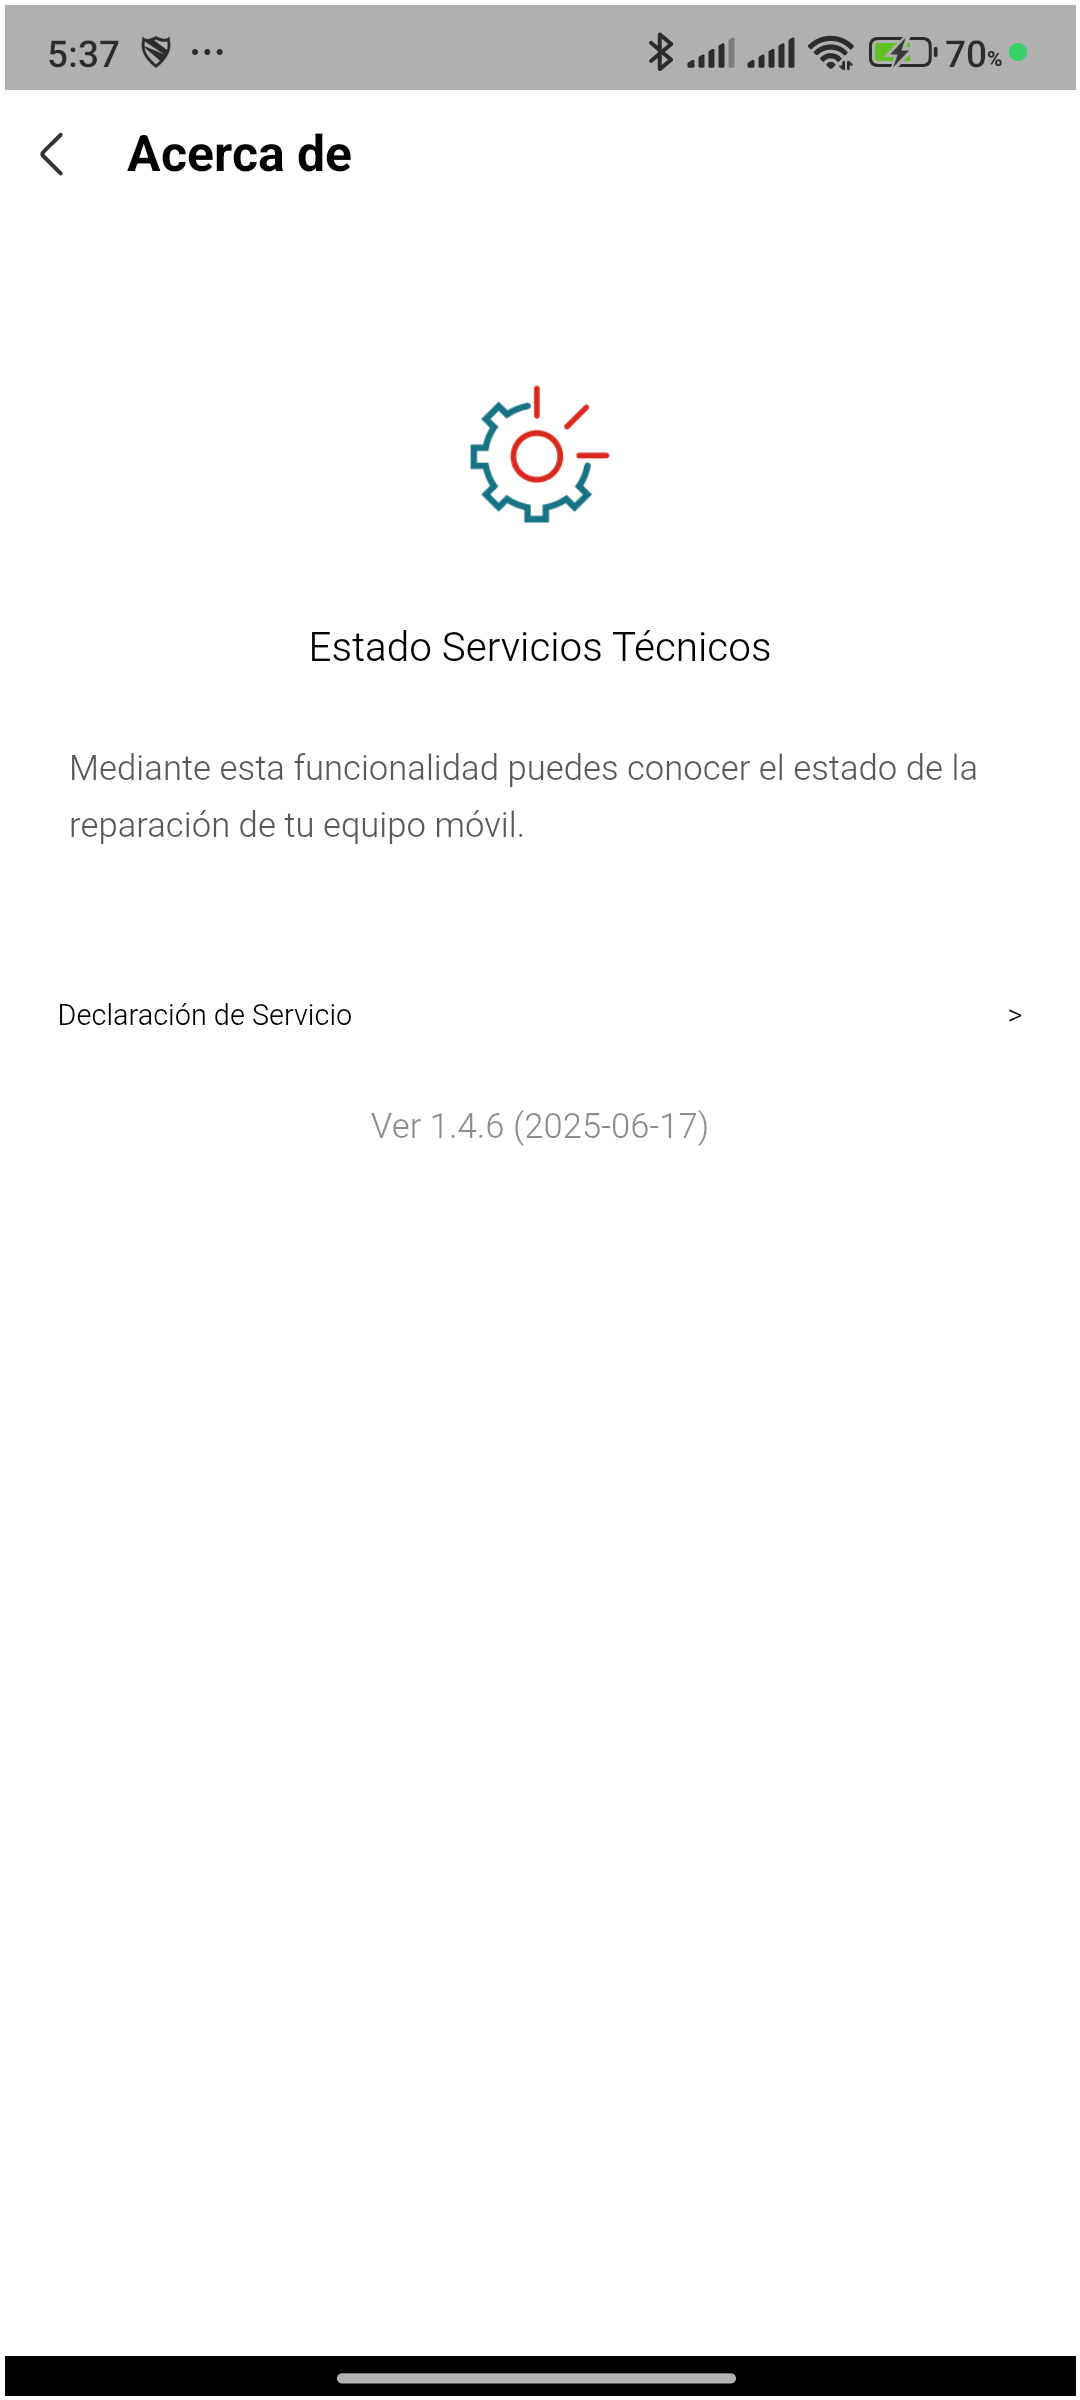 5:37 ... 70%
Acerca de
Estado Servicios Técnicos
Mediante esta funcionalidad puedes conocer el estado de la
reparación de tu equipo móvil.
Declaración de Servicio >
Ver 1.4.6 (2025-06-17)